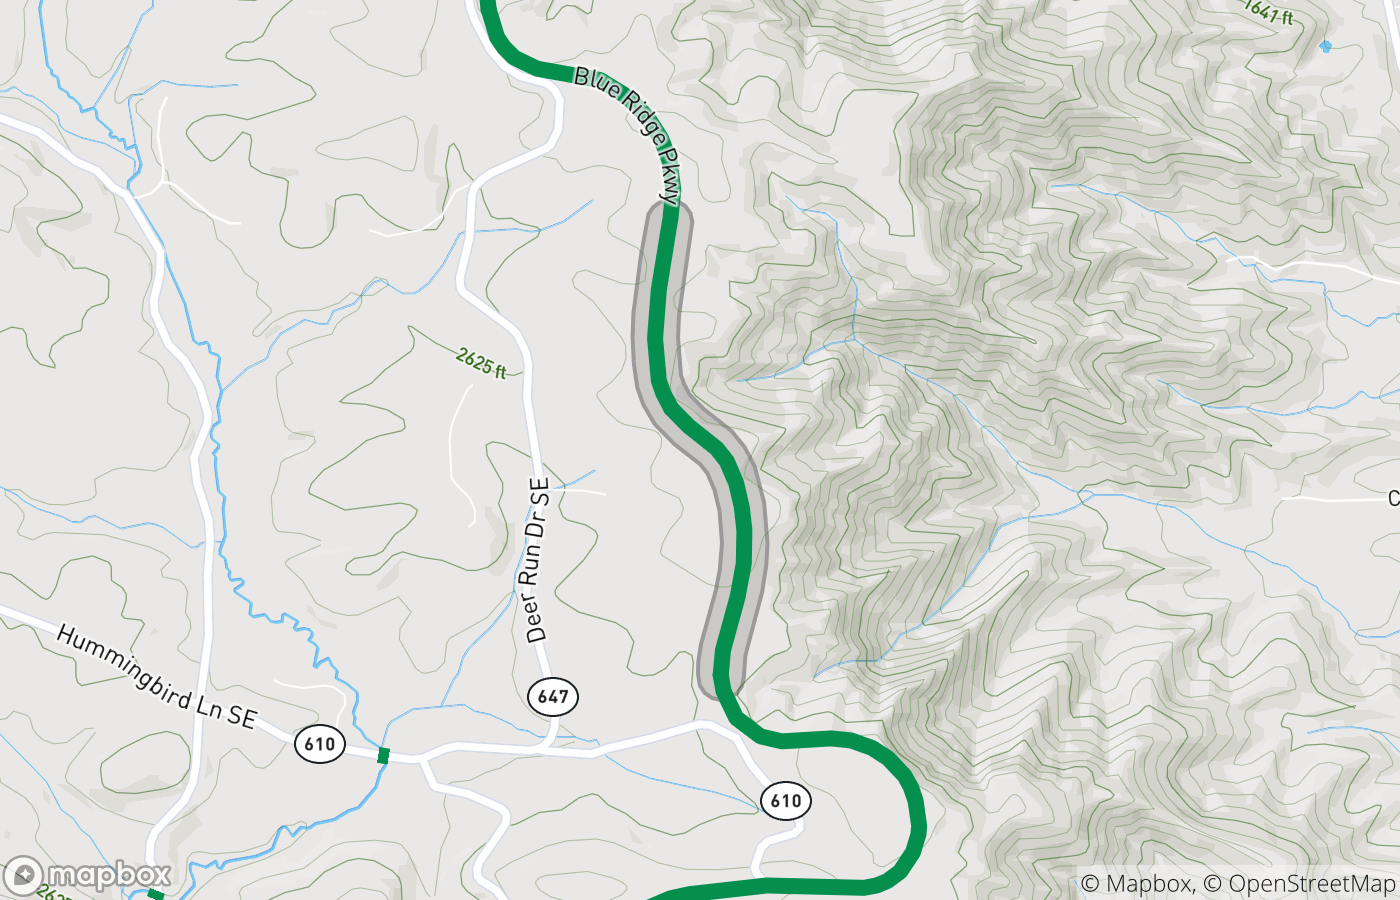 1641 ft
Blue Ridge Pkwy
2625 ft
Deer Run Dr SE
Hummingbird Ln SE
647
610
610
mapbox
© Mapbox, © OpenStreetMap